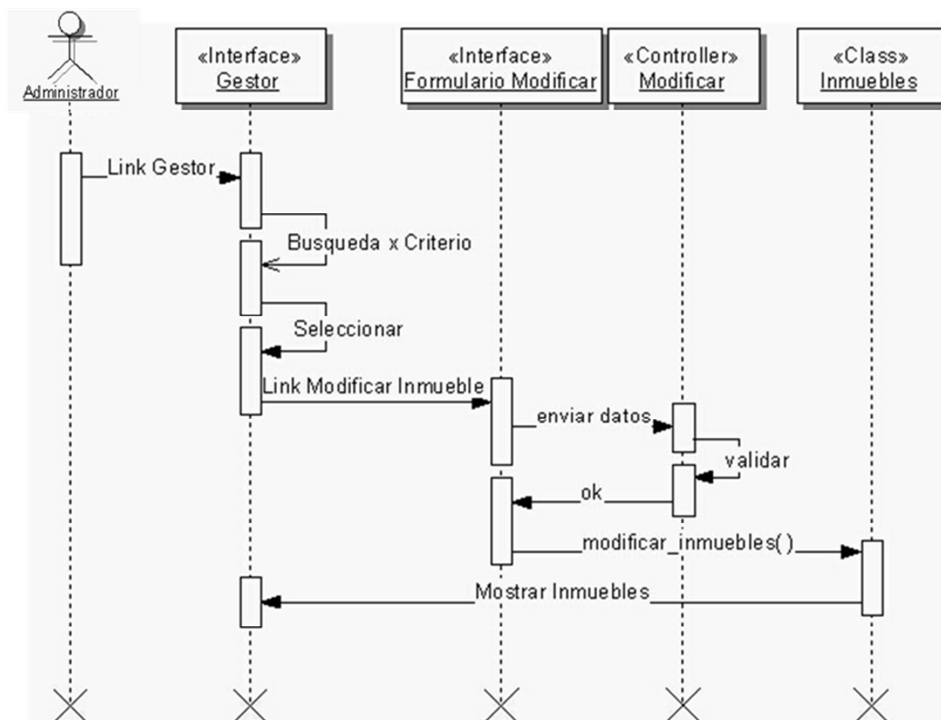 Administrador
«Interface»
Gestor
«Interface»
Formulario Modificar
«Controller»
Modificar
«Class»
Inmuebles
Link Gestor
Busqueda x Criterio
Seleccionar
Link Modificar Inmueble
enviar datos
validar
ok
modificar_inmuebles( )
Mostrar Inmuebles